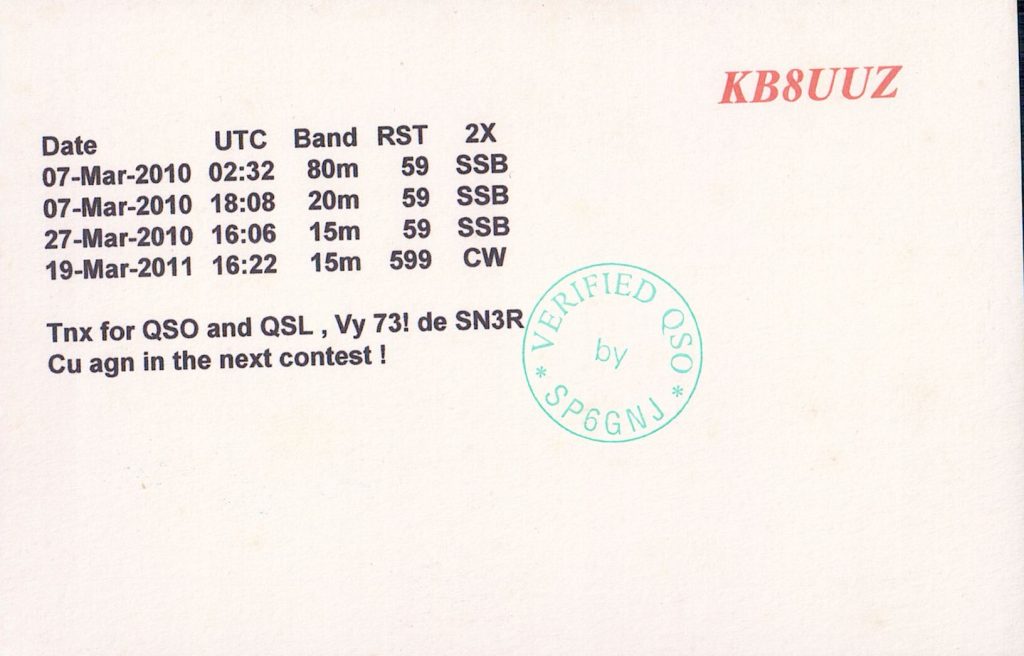 KB8UUZ
Date UTC Band RST 2X
07-Mar-2010 02:32 80m 59 SSB
07-Mar-2010 18:08 20m 59 SSB
27-Mar-2010 16:06 15m 59 SSB
19-Mar-2011 16:22 15m 599 CW
Tnx for QSO and QSL , Vy 73! de SN3R
Cu agn in the next contest !
* VERIFIED QSO *
by
SP6GNJ